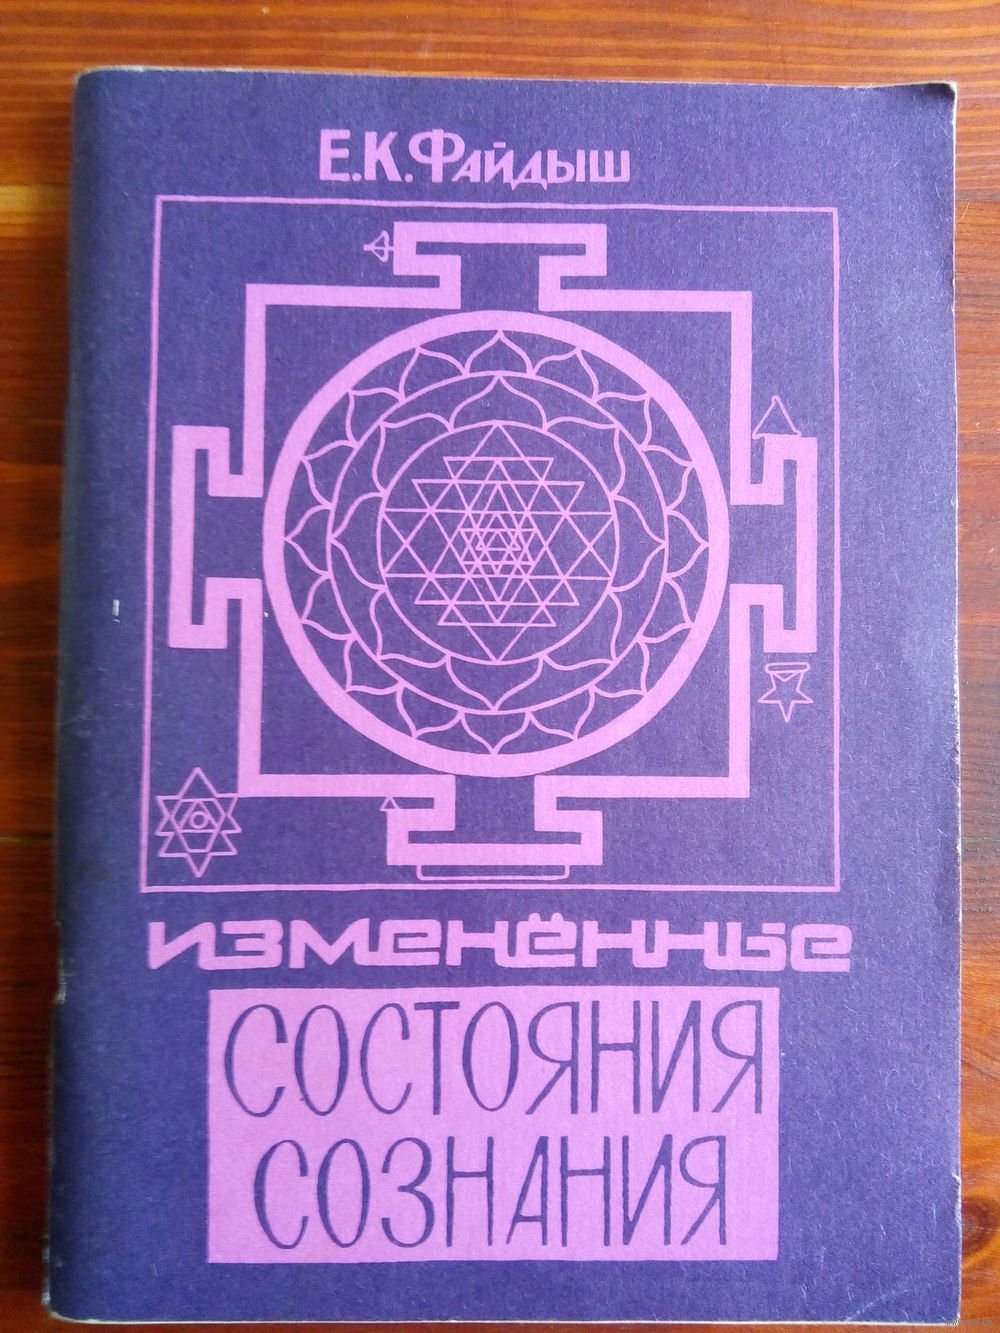 Е.К.Файдыш
изменённые
СОСТОЯНИЯ
СОЗНАНИЯ